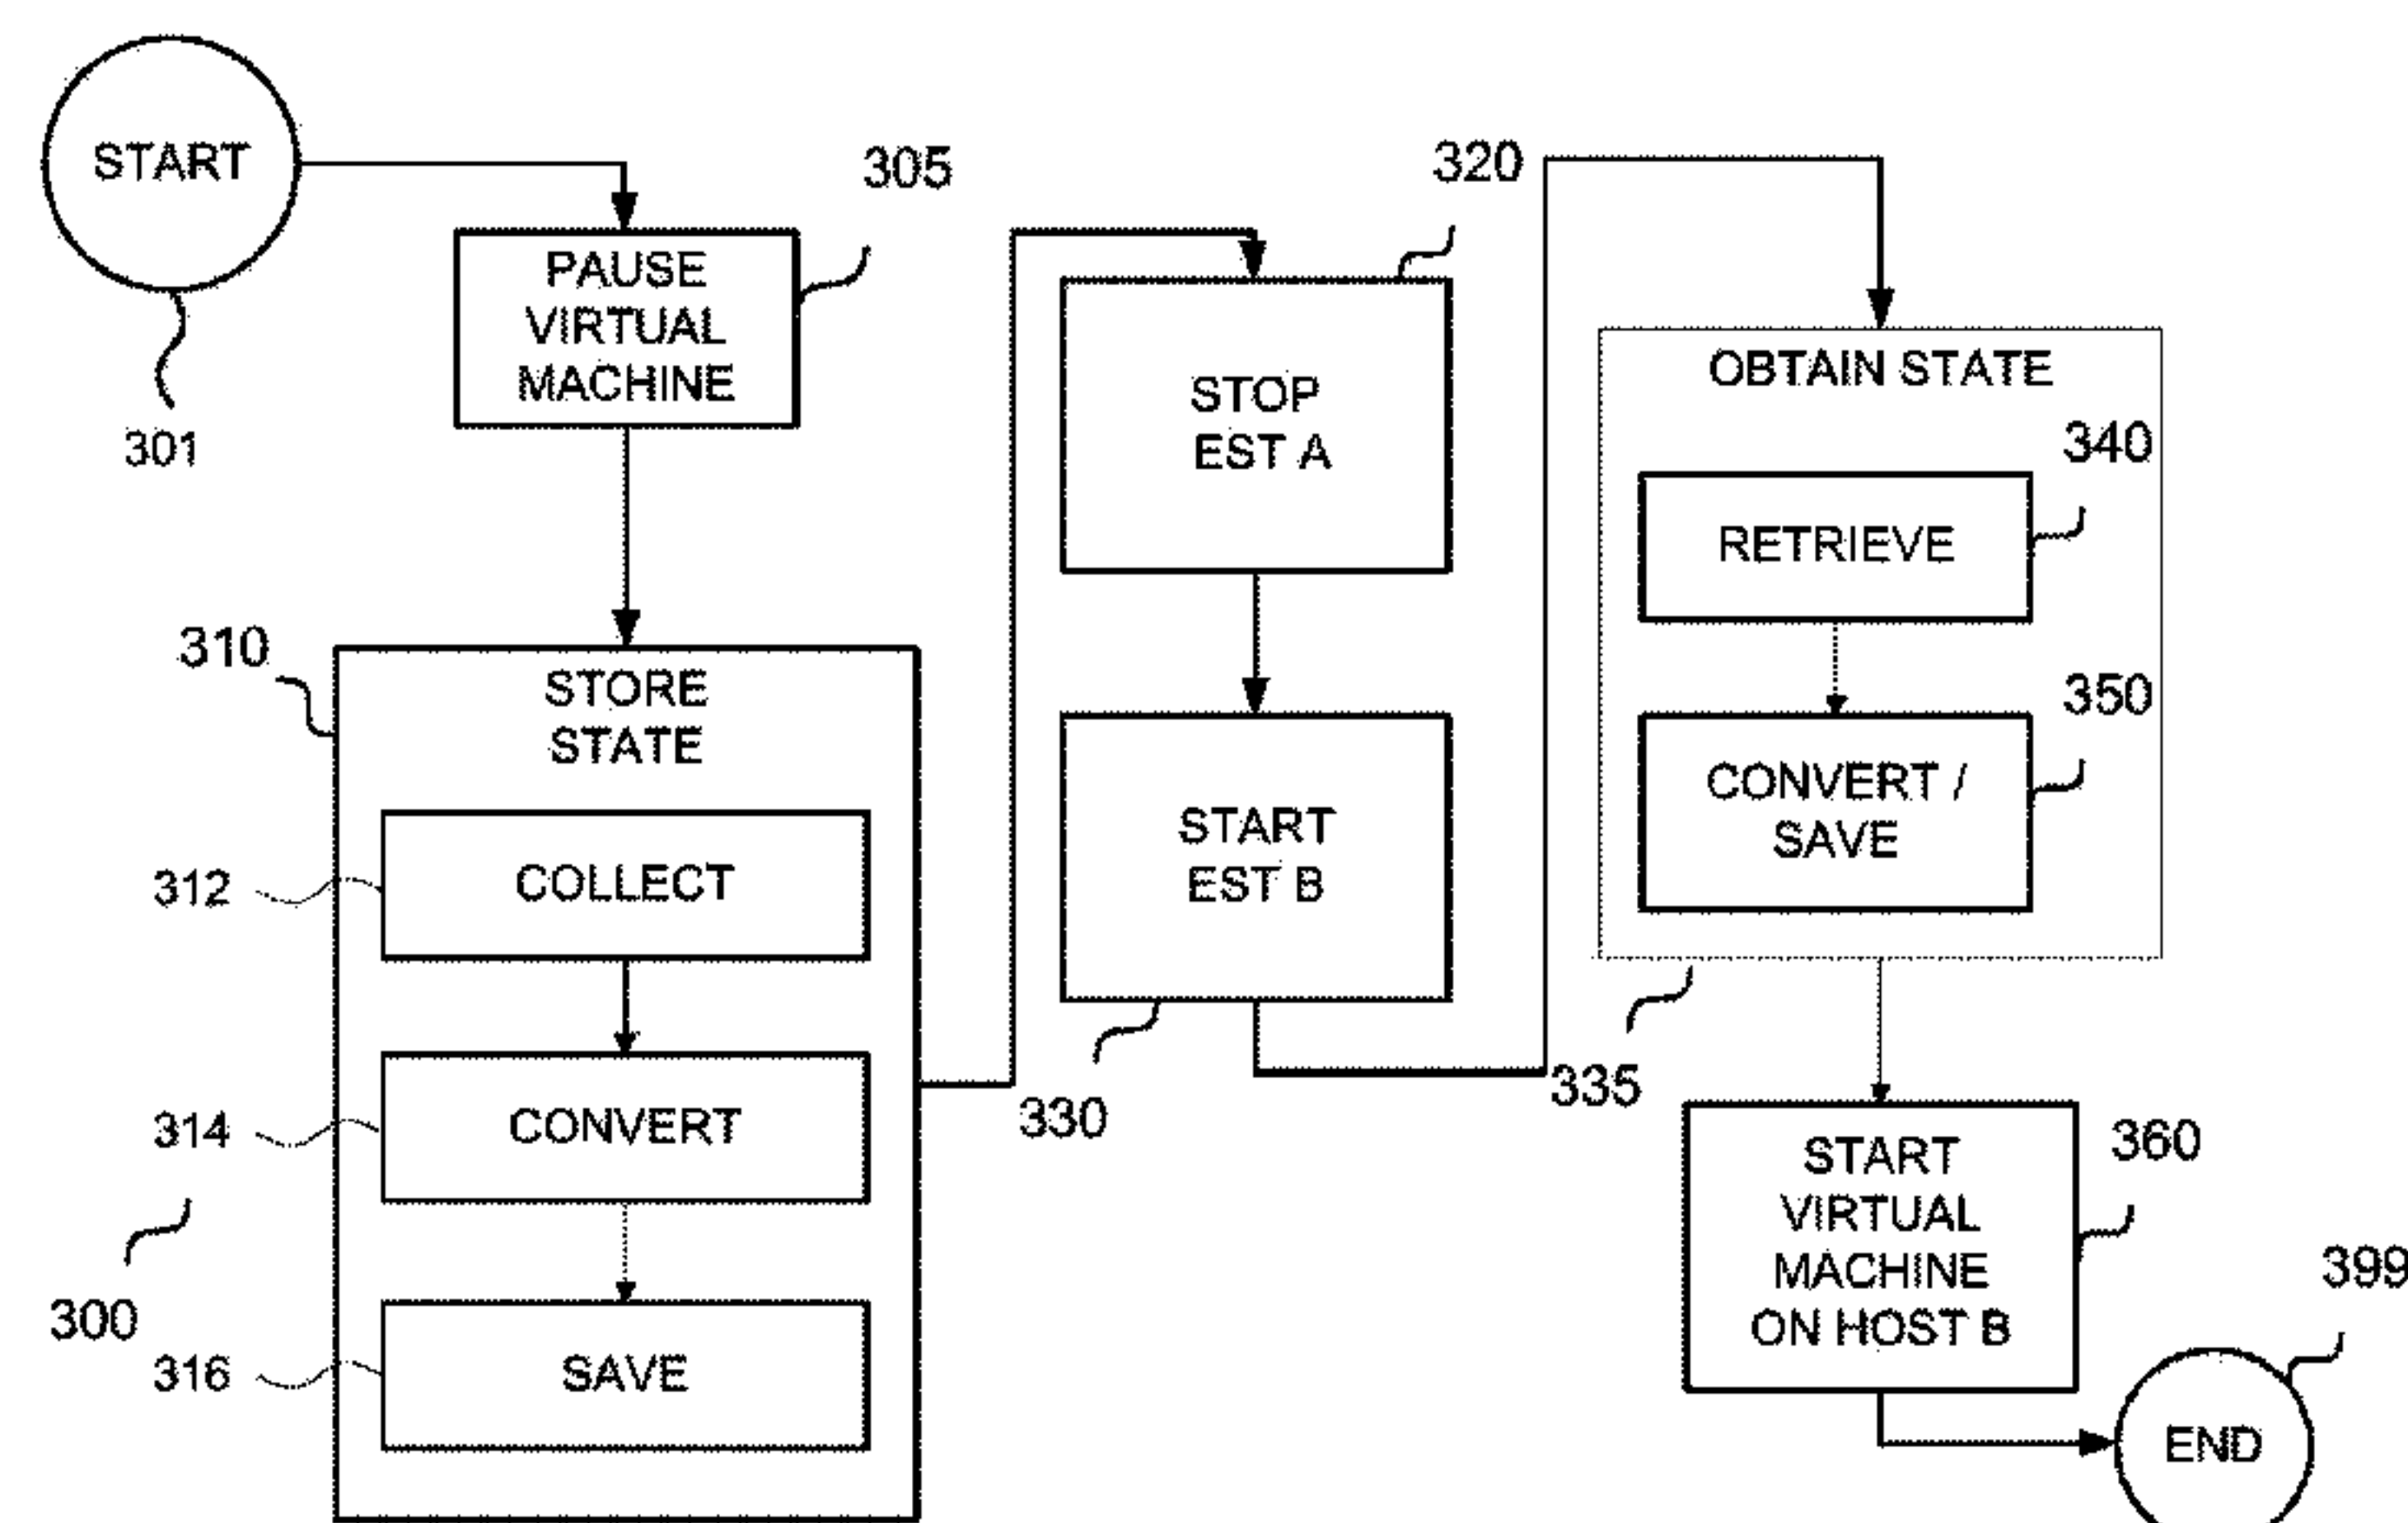 START
301
305
PAUSE
VIRTUAL
MACHINE
310
STORE
STATE
312
COLLECT
314
CONVERT
300
316
SAVE
320
STOP
EST A
START
EST B
330
OBTAIN STATE
340
RETRIEVE
350
CONVERT /
SAVE
335
360
START
VIRTUAL
MACHINE
ON HOST B
399
END